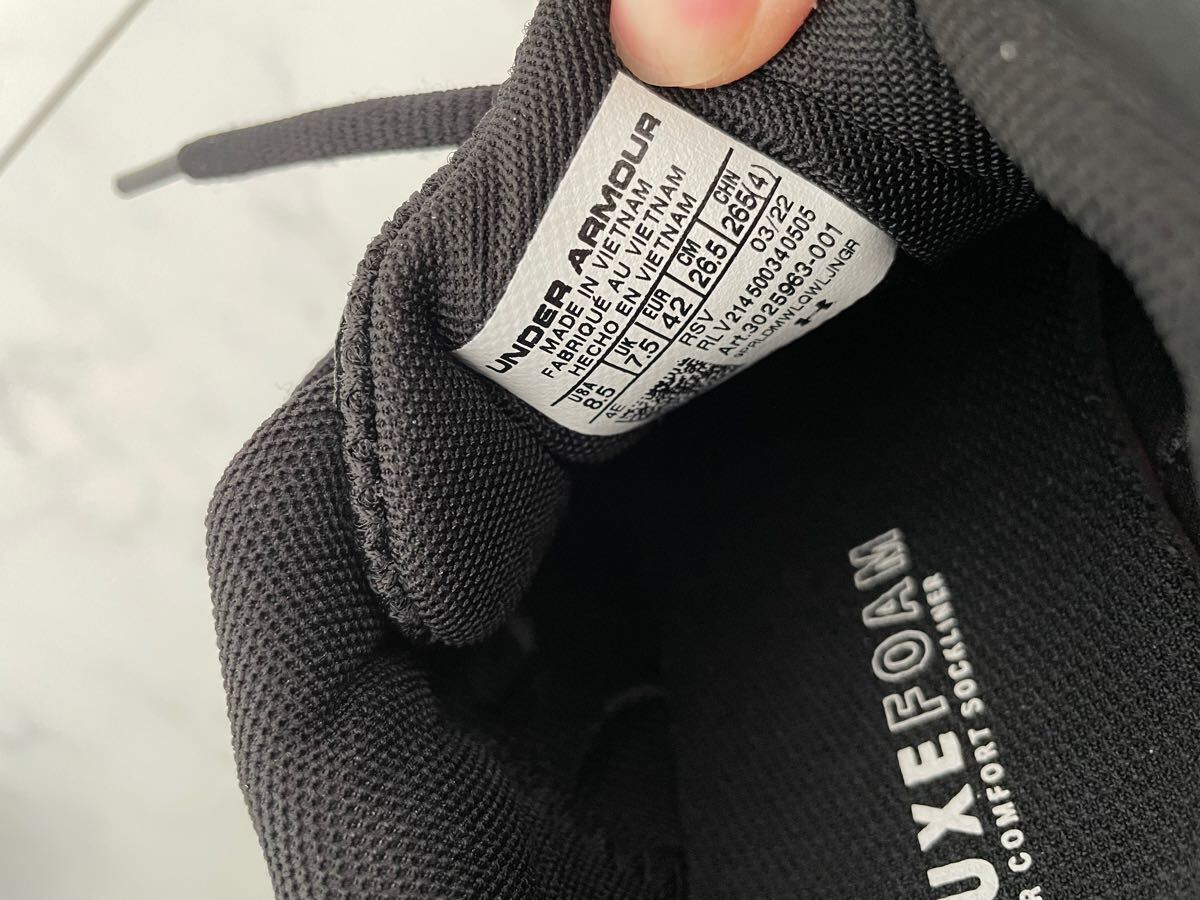 UNDER ARMOUR
MADE IN VIETNAM
FABRIQUÉ AU VIETNAM
HECHO EN VIETNAM
USA UK EUR CM CHN
8.5 7.5 42 26.5 265(4)
4E RSV 03/22
RLV214500340505
Art.3025963-001
UXEFOAM
R COMFORT SOCKLINER